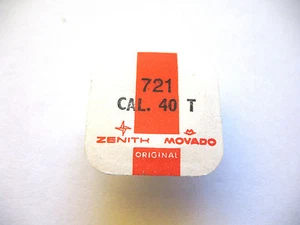 721
CAL. 40 T
ZENITH MOVADO
ORIGINAL